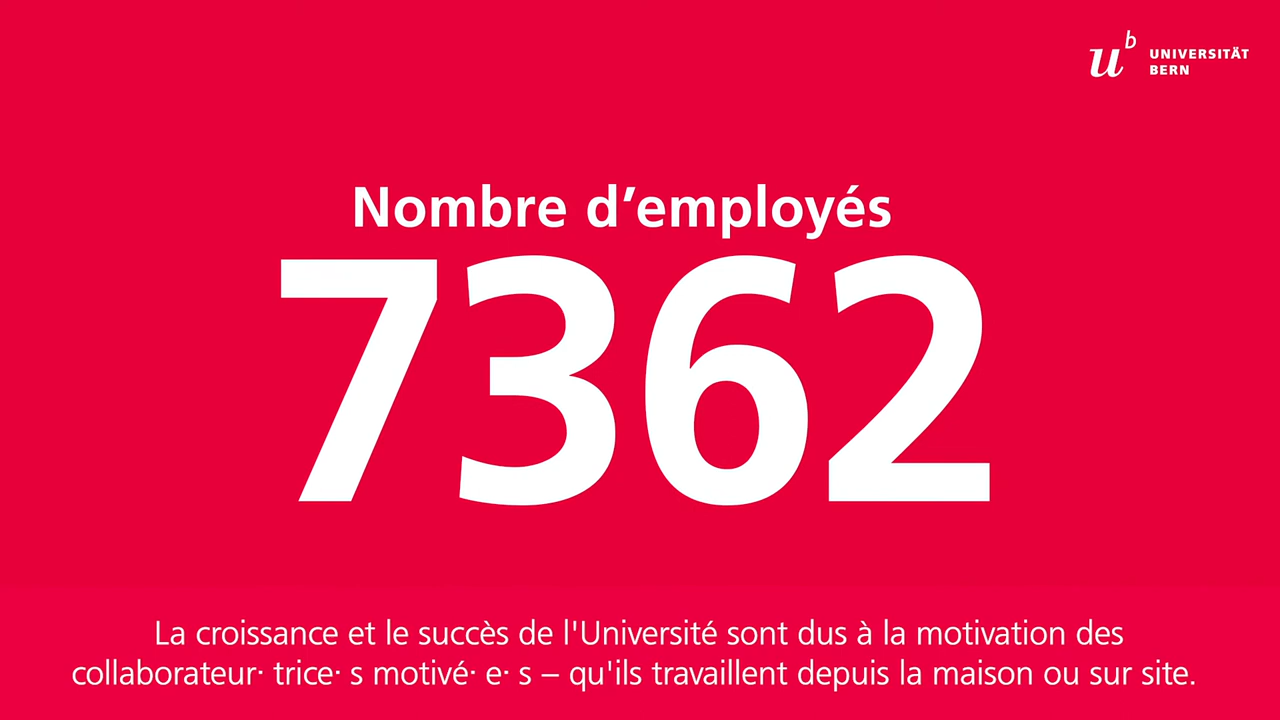 u b UNIVERSITÄT
BERN
Nombre d’employés
7362
La croissance et le succès de l'Université sont dus à la motivation des
collaborateur· trice· s motivé· e· s – qu'ils travaillent depuis la maison ou sur site.